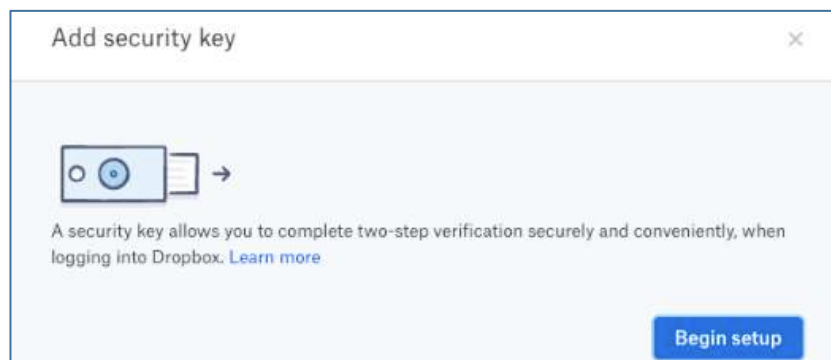 Add security key
A security key allows you to complete two-step verification securely and conveniently, when
logging into Dropbox. Learn more
Begin setup